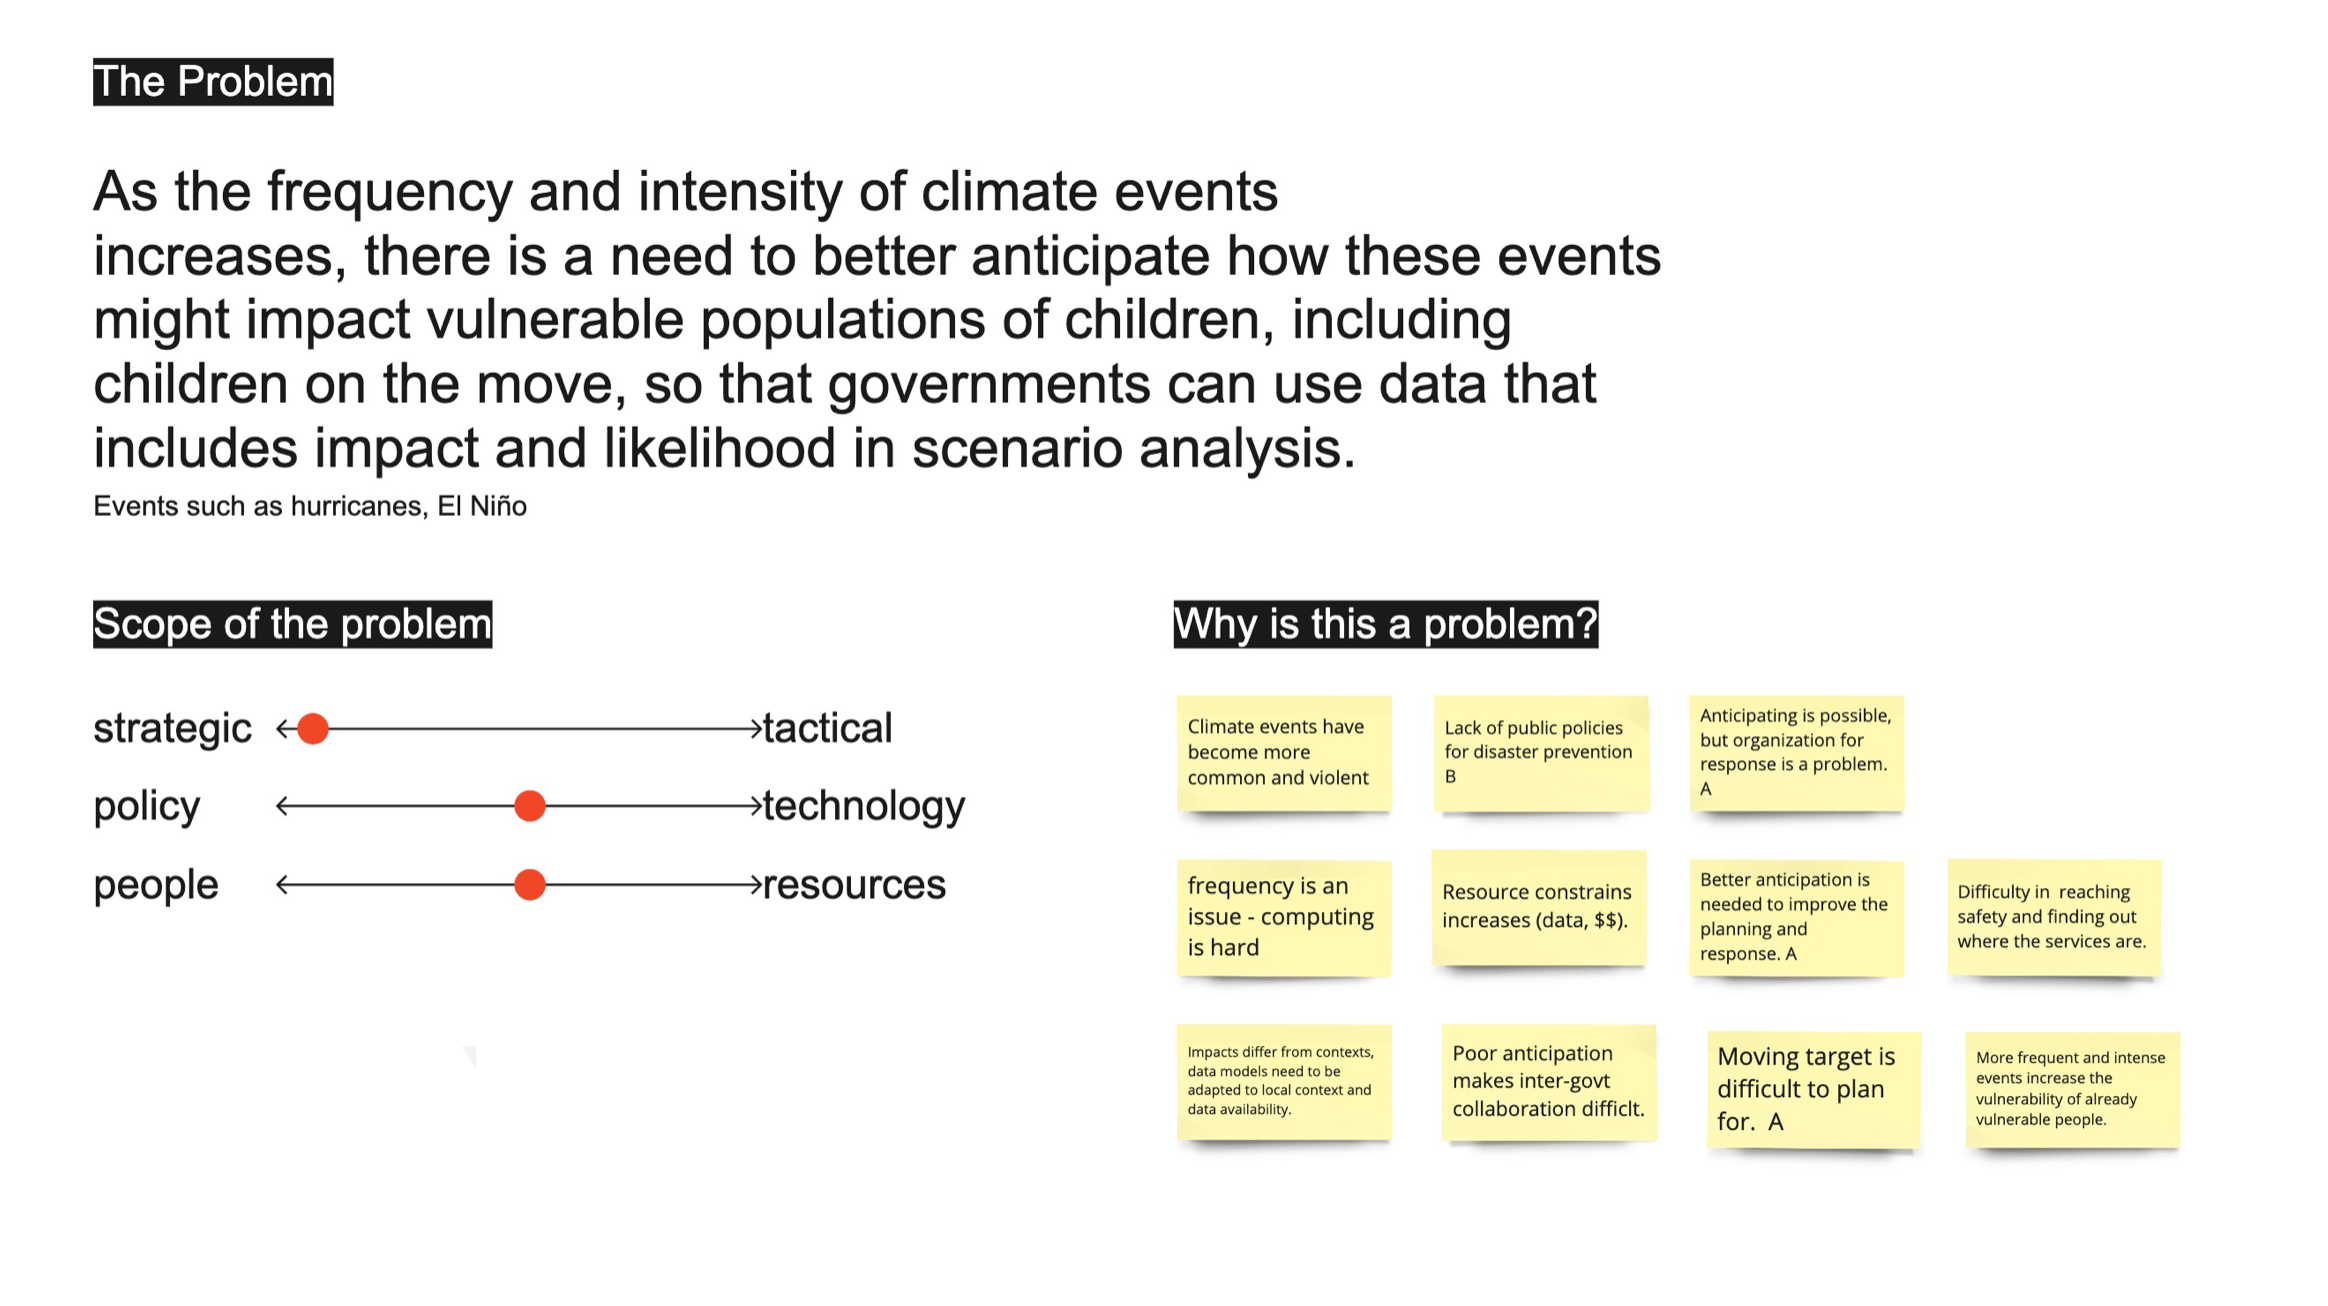 The Problem
As the frequency and intensity of climate events
increases, there is a need to better anticipate how these events
might impact vulnerable populations of children, including
children on the move, so that governments can use data that
includes impact and likelihood in scenario analysis.
Events such as hurricanes, El Niño
Scope of the problem
strategic
tactical
policy
technology
people
resources
Why is this a problem?
Climate events have
become more
common and violent
Lack of public policies
for disaster prevention
B
Anticipating is possible,
but organization for
response is a problem.
A
frequency is an
issue - computing
is hard
Resource constrains
increases (data, $$).
Better anticipation is
needed to improve the
planning and
response. A
Difficulty in  reaching
safety and finding out
where the services are.
Impacts differ from contexts,
data models need to be
adapted to local context and
data availability.
Poor anticipation
makes inter-govt
collaboration difficlt.
Moving target is
difficult to plan
for.  A
More frequent and intense
events increase the
vulnerability of already
vulnerable people.